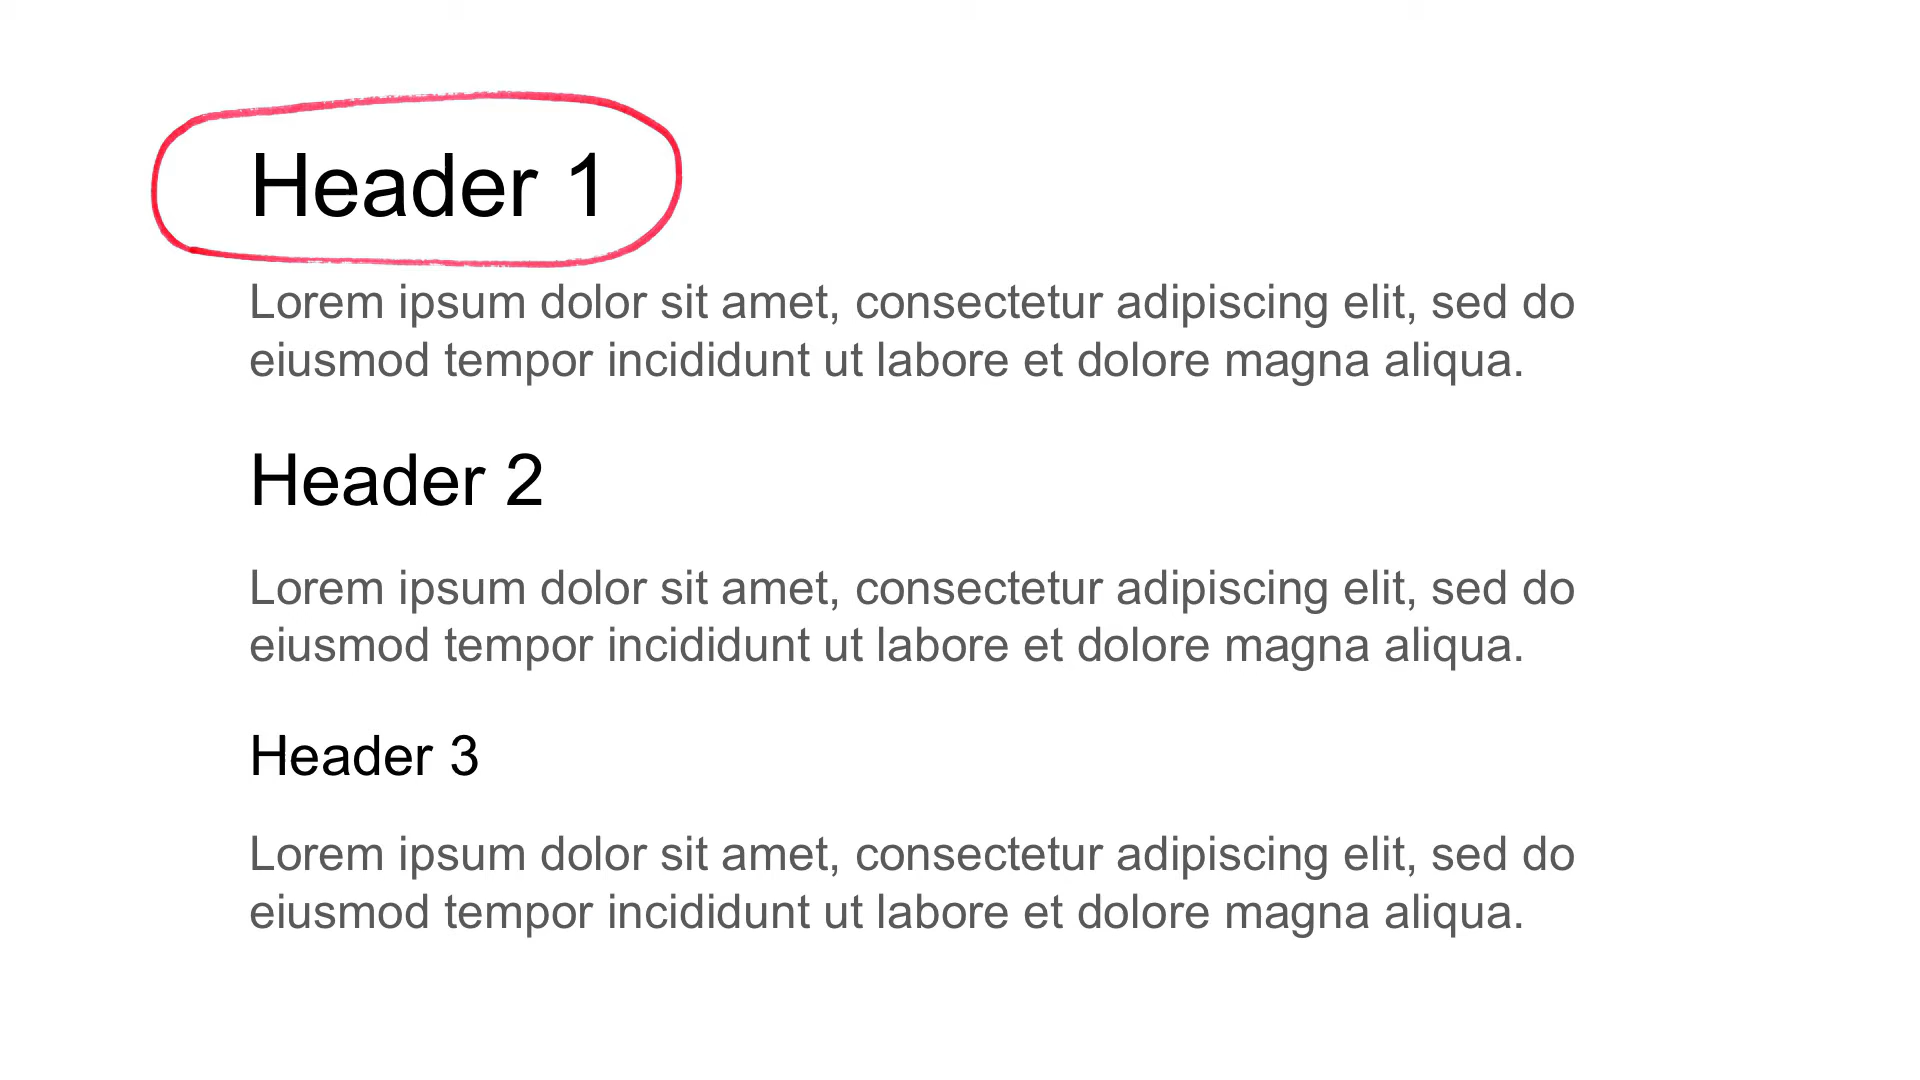 Header 1
Lorem ipsum dolor sit amet, consectetur adipiscing elit, sed do
eiusmod tempor incididunt ut labore et dolore magna aliqua.
Header 2
Lorem ipsum dolor sit amet, consectetur adipiscing elit, sed do
eiusmod tempor incididunt ut labore et dolore magna aliqua.
Header 3
Lorem ipsum dolor sit amet, consectetur adipiscing elit, sed do
eiusmod tempor incididunt ut labore et dolore magna aliqua.